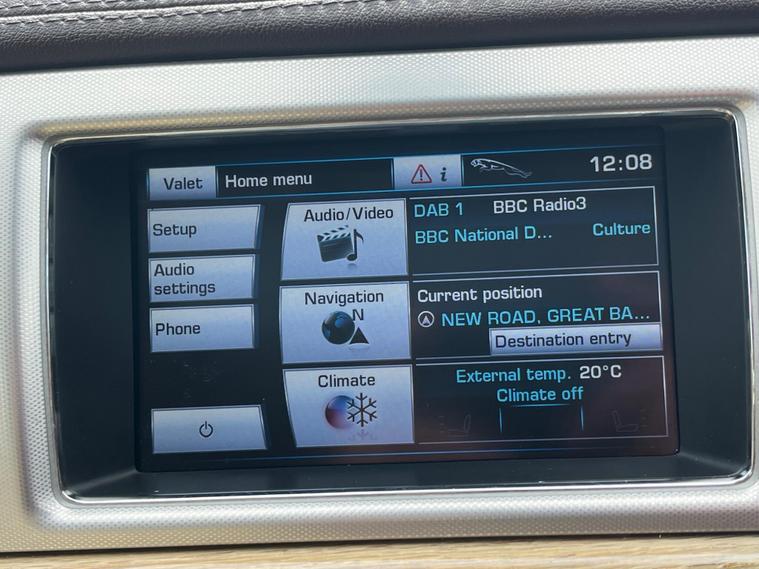 Valet
Home menu
i
12:08
Setup
Audio
settings
Phone
Audio/Video
Navigation
N
Climate
DAB 1 BBC Radio3
BBC National D... Culture
Current position
NEW ROAD, GREAT BA...
Destination entry
External temp. 20°C
Climate off